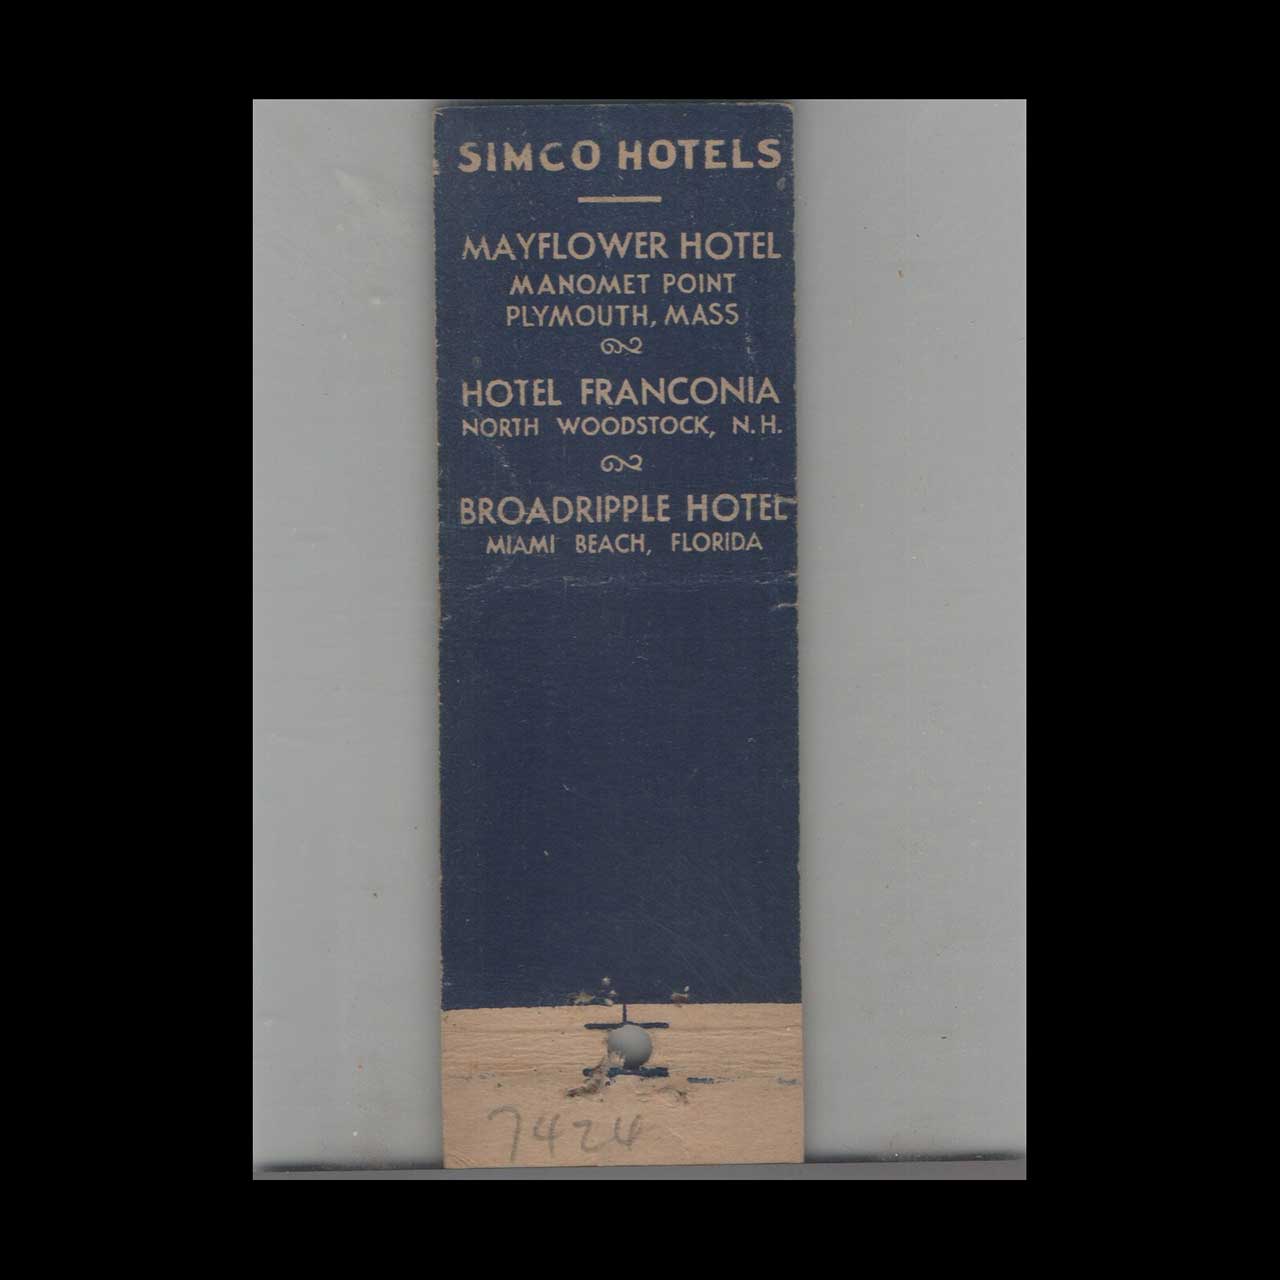 SIMCO HOTELS
MAYFLOWER HOTEL
MANOMET POINT
PLYMOUTH, MASS
HOTEL FRANCONIA
NORTH WOODSTOCK, N.H.
BROADRIPPLE HOTEL
MIAMI BEACH, FLORIDA
7424